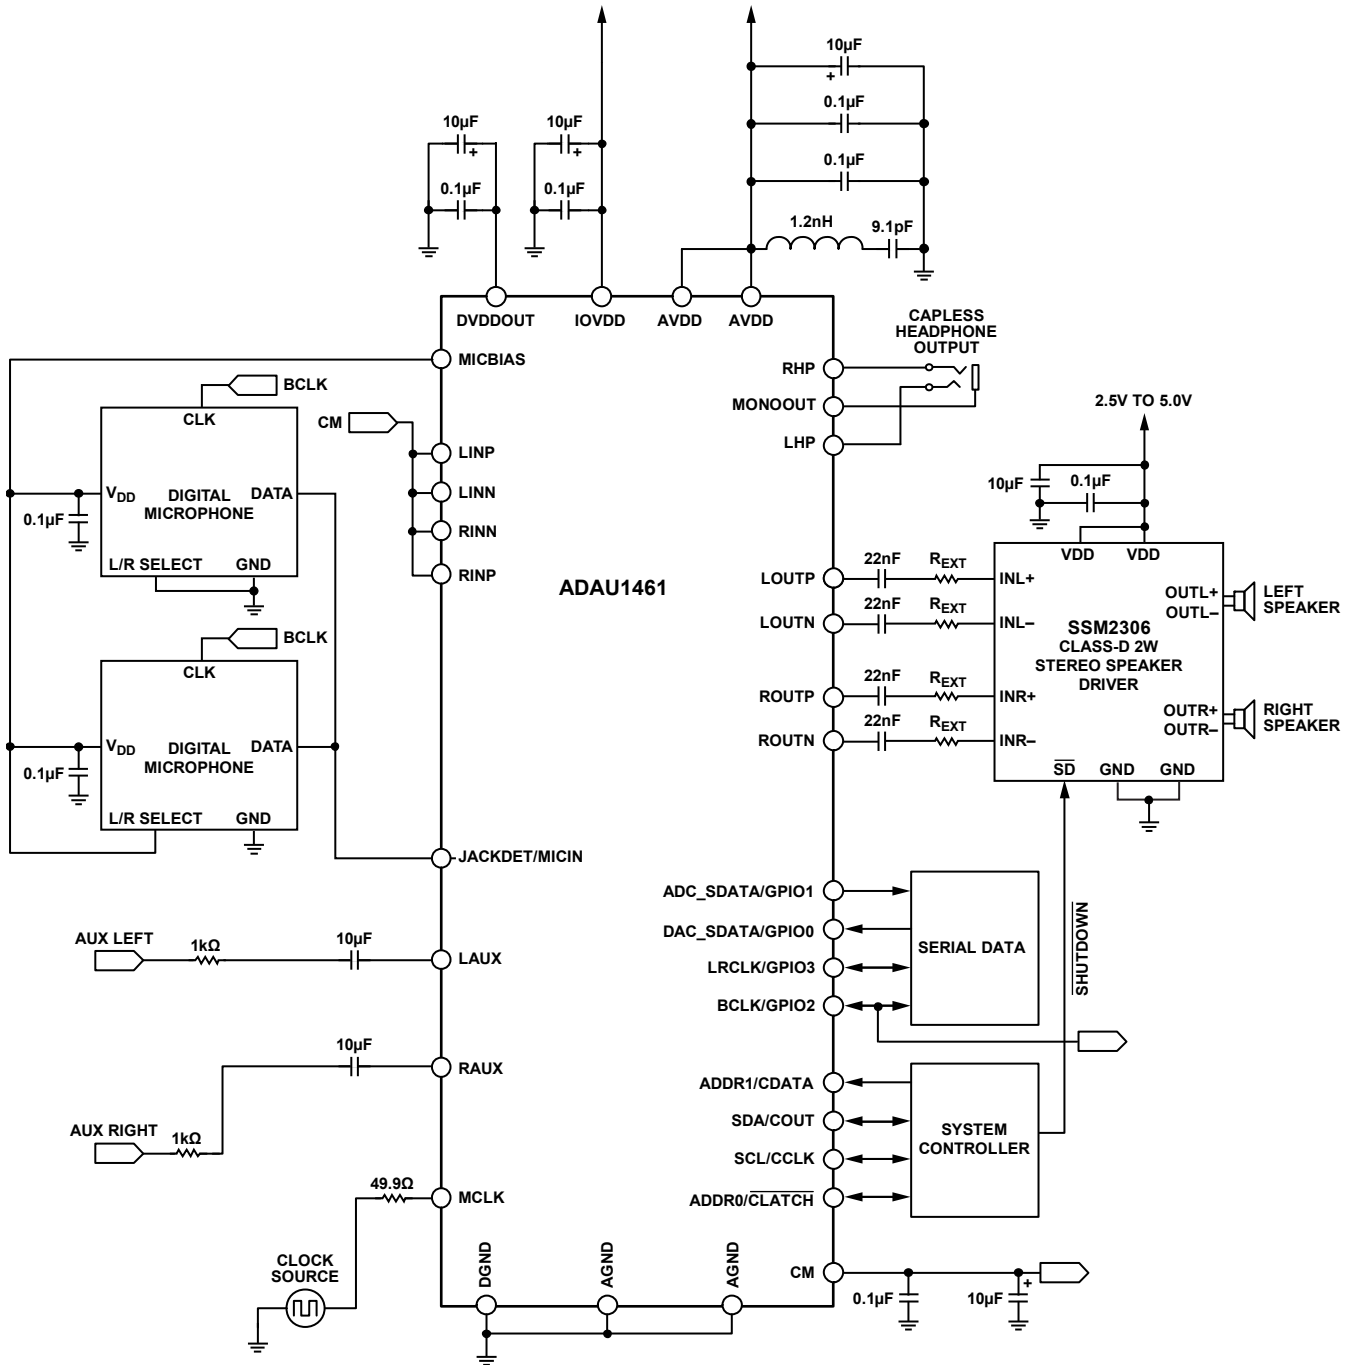 10µF
0.1µF
10µF
10µF
0.1µF
0.1µF
10µF
0.1µF
1.2nH
9.1pF
DVDDOUT
IOVDD
AVDD
AVDD
CAPLESS
HEADPHONE
OUTPUT
MICBIAS
RHP
BCLK
CLK
MONOOUT
2.5V TO 5.0V
CM
LHP
LINP
VDD
DIGITAL
MICROPHONE
DATA
0.1µF
LINN
10µF
0.1µF
RINN
VDD
VDD
L/R SELECT
GND
RINP
ADAU1461
LOUTP
22nF
REXT
INL+
OUTL+
OUTL–
LEFT
SPEAKER
LOUTN
22nF
REXT
INL–
SSM2306
CLASS-D 2W
STEREO SPEAKER
DRIVER
BCLK
CLK
ROUTP
22nF
REXT
INR+
OUTR+
OUTR–
RIGHT
SPEAKER
ROUTN
22nF
REXT
INR–
VDD
DIGITAL
MICROPHONE
DATA
0.1µF
SD
GND
GND
L/R SELECT
GND
JACKDET/MICIN
ADC_SDATA/GPIO1
DAC_SDATA/GPIO0
LRCLK/GPIO3
BCLK/GPIO2
SERIAL DATA
SHUTDOWN
AUX LEFT
1kΩ
10µF
LAUX
10µF
RAUX
AUX RIGHT
1kΩ
ADDR1/CDATA
SDA/COUT
SCL/CCLK
ADDR0/CLATCH
SYSTEM
CONTROLLER
49.9Ω
MCLK
CLOCK
SOURCE
DGND
AGND
AGND
CM
0.1µF
10µF